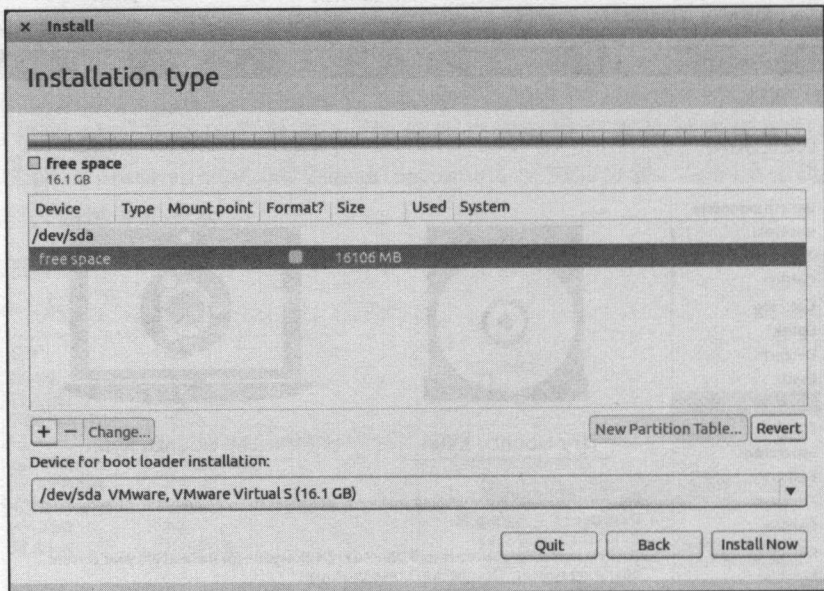 × Install
Installation type
free space
16.1 GB
Device Type Mount point Format? Size Used System
/dev/sda
free space 16106 MB
+ − Change... New Partition Table... Revert
Device for boot loader installation:
/dev/sda VMware, VMware Virtual S (16.1 GB)
Quit Back Install Now